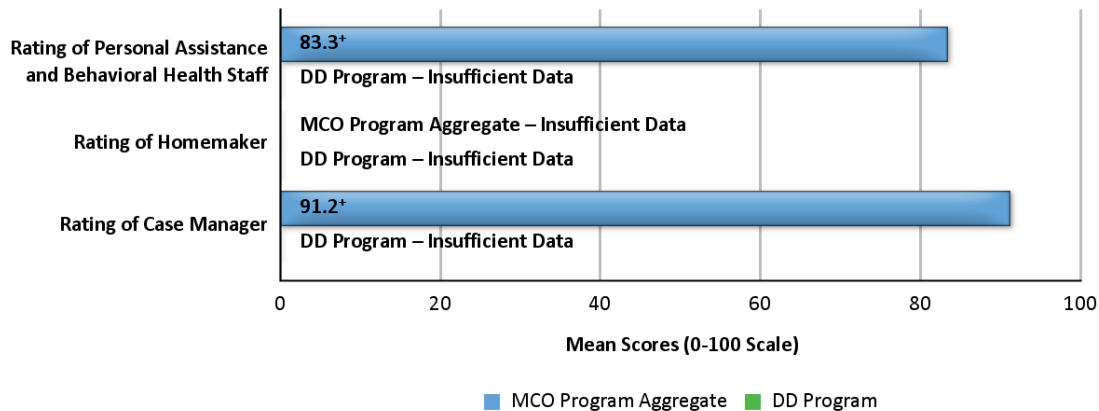 Rating of Personal Assistance
and Behavioral Health Staff
83.3⁺
DD Program – Insufficient Data
Rating of Homemaker
MCO Program Aggregate – Insufficient Data
DD Program – Insufficient Data
Rating of Case Manager
91.2⁺
DD Program – Insufficient Data
0 20 40 60 80 100
Mean Scores (0-100 Scale)
MCO Program Aggregate DD Program